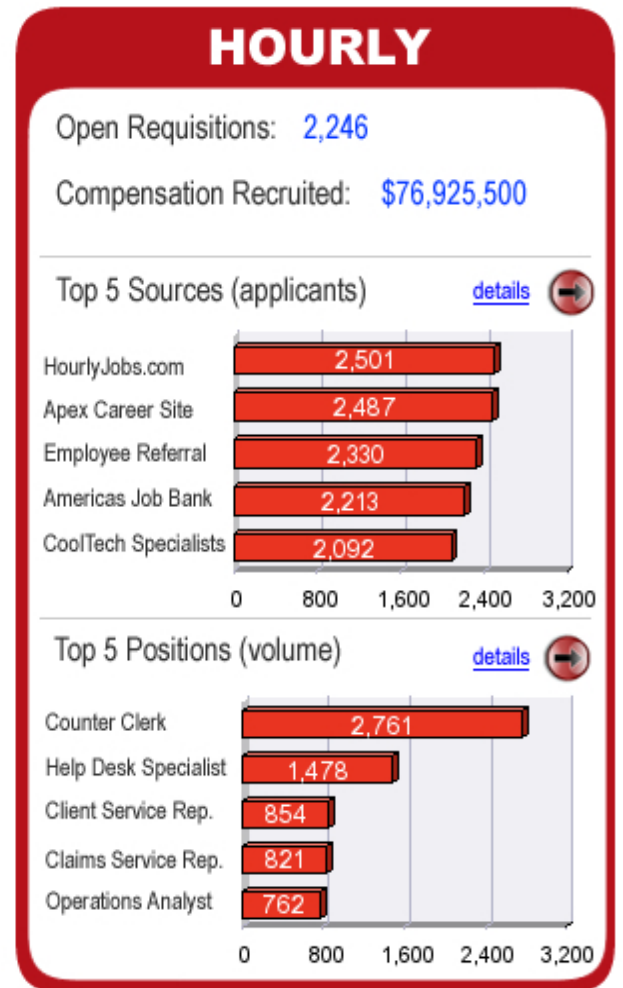 HOURLY
Open Requisitions: 2,246
Compensation Recruited: $76,925,500
Top 5 Sources (applicants) details
HourlyJobs.com 2,501
Apex Career Site 2,487
Employee Referral 2,330
Americas Job Bank 2,213
CoolTech Specialists 2,092
0 800 1,600 2,400 3,200
Top 5 Positions (volume) details
Counter Clerk 2,761
Help Desk Specialist 1,478
Client Service Rep. 854
Claims Service Rep. 821
Operations Analyst 762
0 800 1,600 2,400 3,200